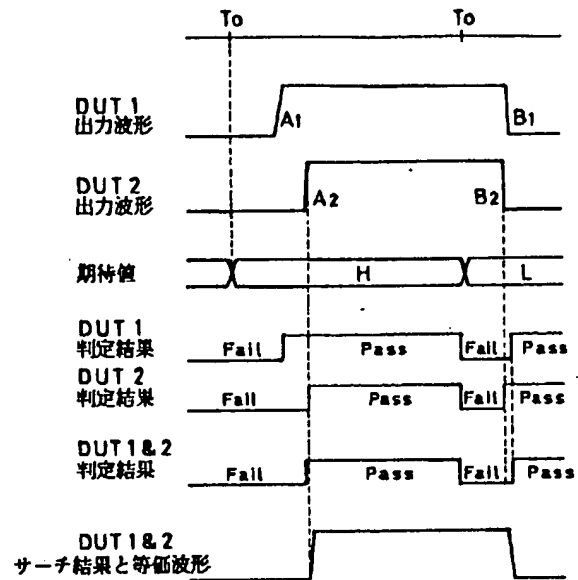 To To
DUT 1
出力波形
A1 B1
DUT 2
出力波形
A2 B2
期待値 H L
DUT 1
判定結果 Fail Pass Fail Pass
DUT 2
判定結果 Fail Pass Fail Pass
DUT 1&2
判定結果 Fail Pass Fail Pass
DUT 1&2
サーチ結果と等価波形